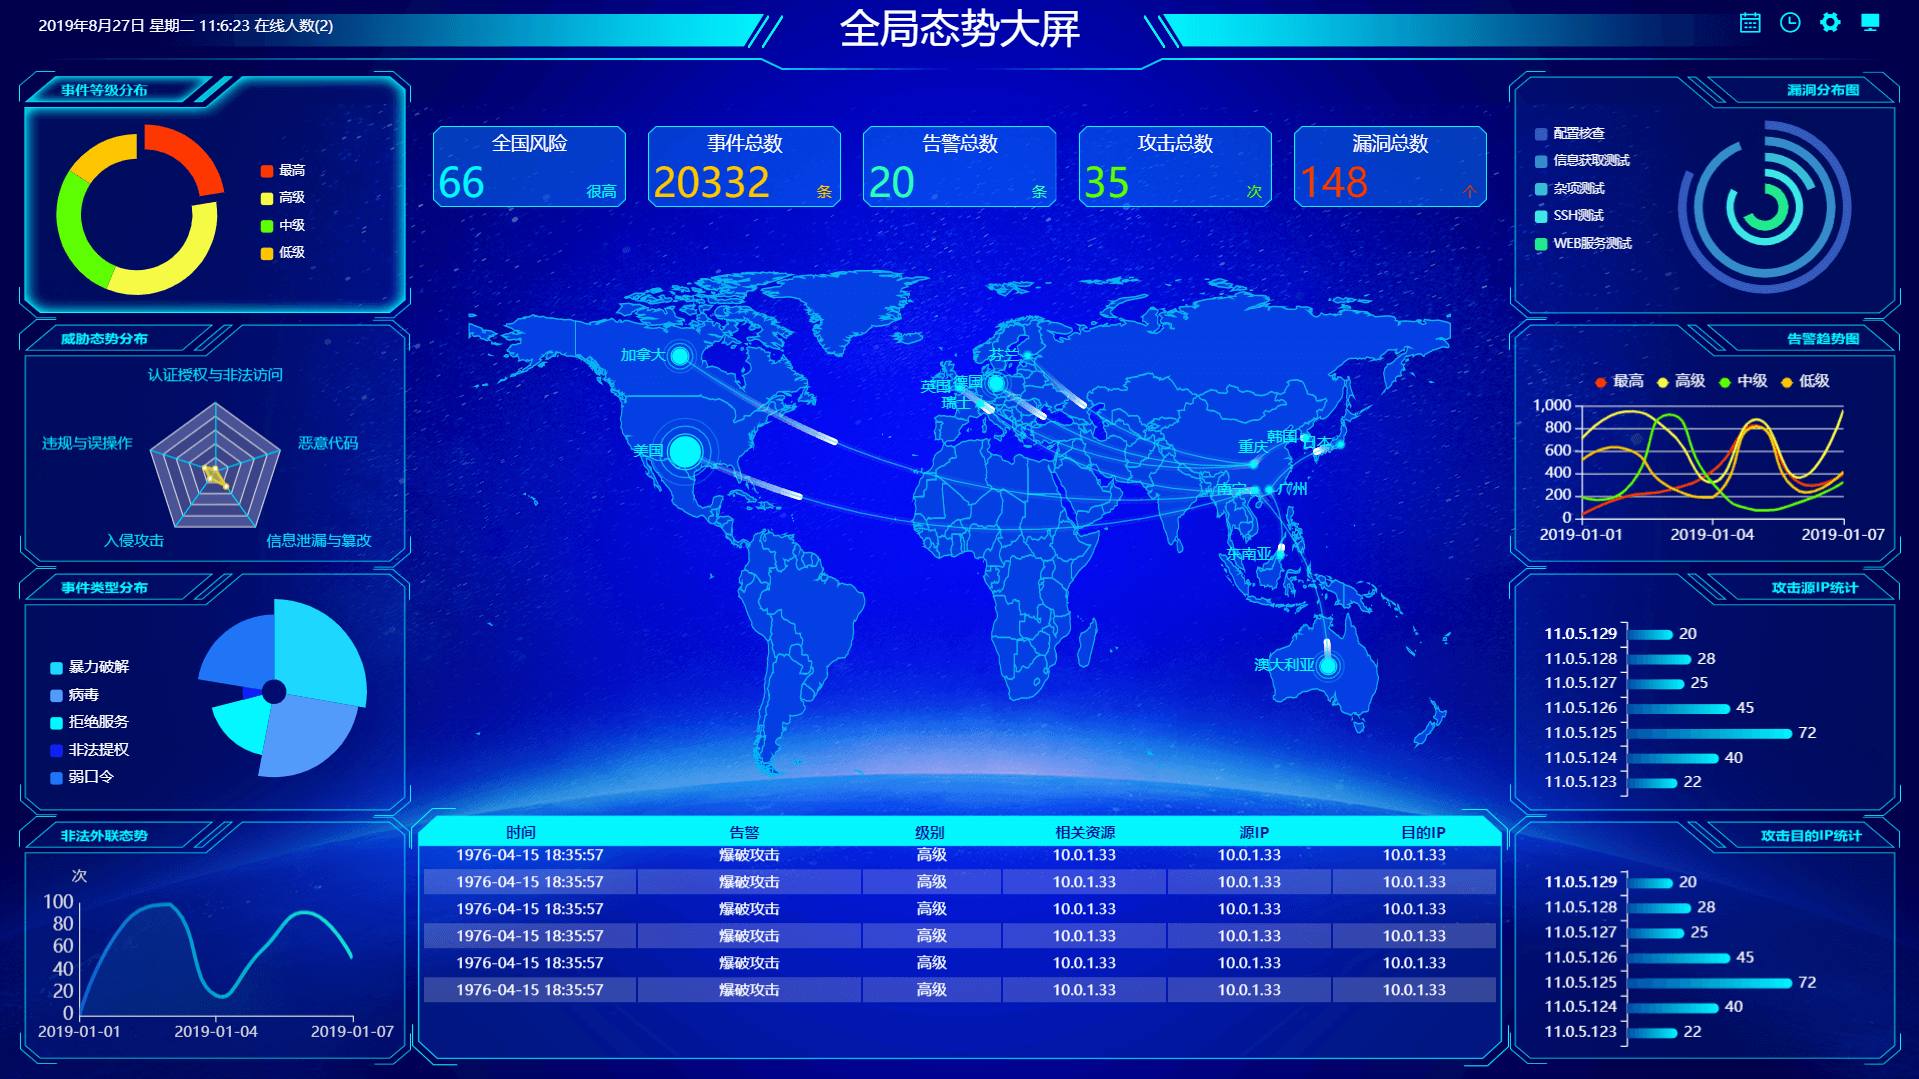 2019年8月27日 星期二 11:6:23 在线人数(2)
全局态势大屏
事件等级分布
最高
高级
中级
低级
威胁态势分布
认证授权与非法访问
违规与误操作
恶意代码
入侵攻击
信息泄漏与篡改
事件类型分布
暴力破解
病毒
拒绝服务
非法提权
弱口令
非法外联态势
次
100
80
60
40
20
0
2019-01-01
2019-01-04
2019-01-07
全国风险
66
很高
事件总数
20332
条
告警总数
20
条
攻击总数
35
次
漏洞总数
148
个
加拿大
美国
芬兰
英国
德国
瑞士
重庆
韩国
日本
南宁
广州
东南亚
澳大利亚
时间 告警 级别 相关资源 源IP 目的IP
1976-04-15 18:35:57 爆破攻击 高级 10.0.1.33 10.0.1.33 10.0.1.33
1976-04-15 18:35:57 爆破攻击 高级 10.0.1.33 10.0.1.33 10.0.1.33
1976-04-15 18:35:57 爆破攻击 高级 10.0.1.33 10.0.1.33 10.0.1.33
1976-04-15 18:35:57 爆破攻击 高级 10.0.1.33 10.0.1.33 10.0.1.33
1976-04-15 18:35:57 爆破攻击 高级 10.0.1.33 10.0.1.33 10.0.1.33
1976-04-15 18:35:57 爆破攻击 高级 10.0.1.33 10.0.1.33 10.0.1.33
漏洞分布图
配置核查
信息获取测试
杂项测试
SSH测试
WEB服务测试
告警趋势图
最高 高级 中级 低级
1,000
800
600
400
200
0
2019-01-01
2019-01-04
2019-01-07
攻击源IP统计
11.0.5.129 20
11.0.5.128 28
11.0.5.127 25
11.0.5.126 45
11.0.5.125 72
11.0.5.124 40
11.0.5.123 22
攻击目的IP统计
11.0.5.129 20
11.0.5.128 28
11.0.5.127 25
11.0.5.126 45
11.0.5.125 72
11.0.5.124 40
11.0.5.123 22